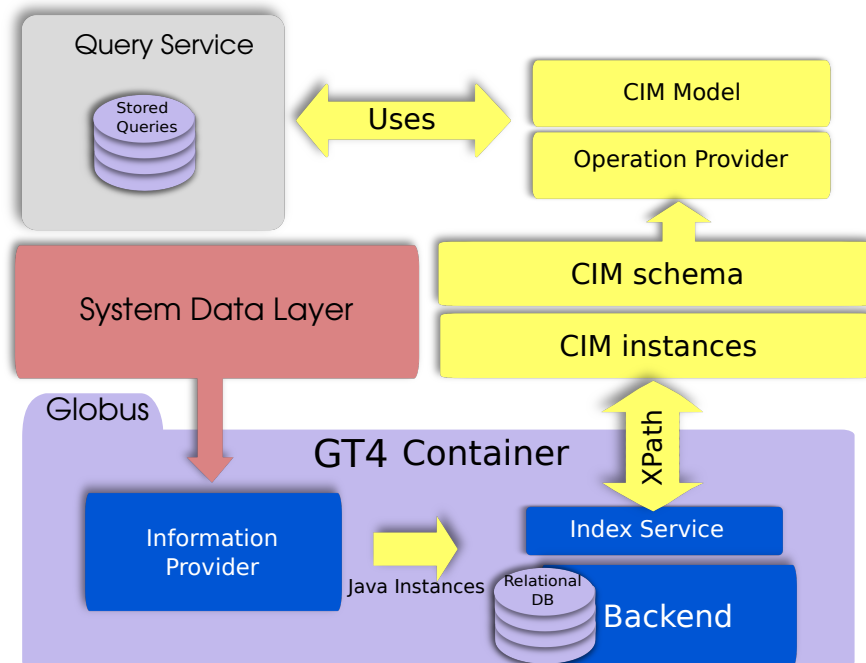 Query Service
Stored
Queries
Uses
CIM Model
Operation Provider
System Data Layer
CIM schema
CIM instances
Globus
GT4 Container
XPath
Information
Provider
Java Instances
Index Service
Relational
DB
Backend